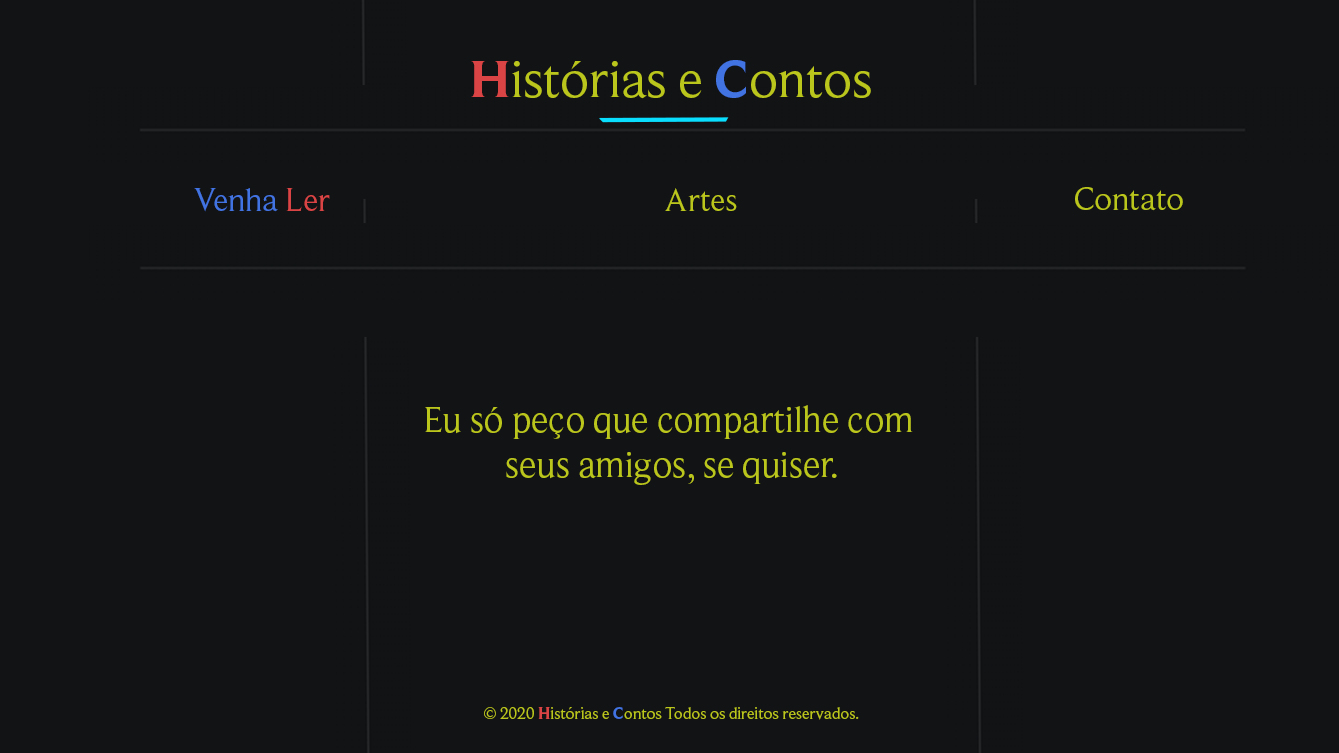 Histórias e Contos
Venha Ler
Artes
Contato
Eu só peço que compartilhe com
seus amigos, se quiser.
© 2020 Histórias e Contos Todos os direitos reservados.